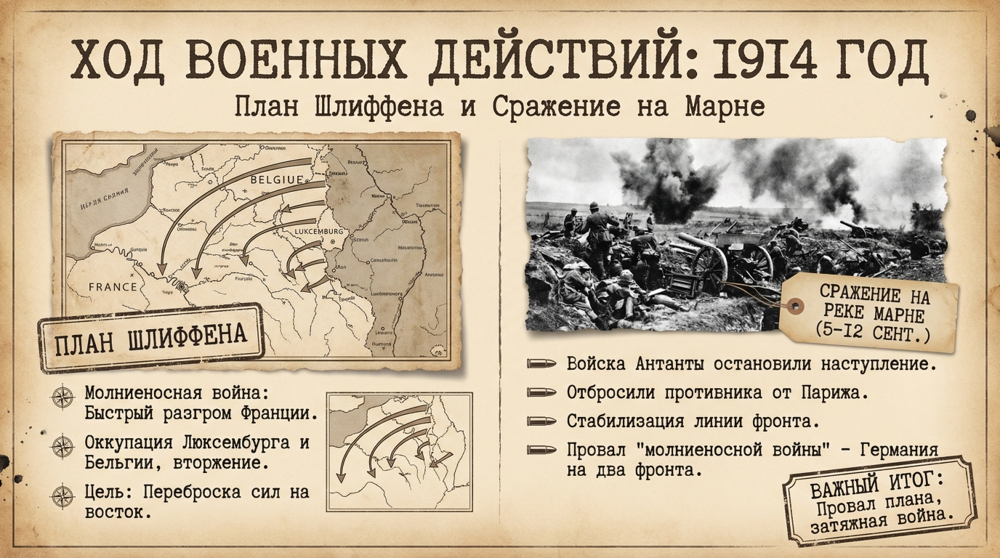 ХОД ВОЕННЫХ ДЕЙСТВИЙ: 1914 ГОД
План Шлиффена и Сражение на Марне
BELGIUE
LUKCEMBURG
FRANCE
ПЛАН ШЛИФФЕНА
Молниеносная война:
Быстрый разгром Франции.
Оккупация Люксембурга и
Бельгии, вторжение.
Цель: Переброска сил на
восток.
СРАЖЕНИЕ НА
РЕКЕ МАРНЕ
(5-12 СЕНТ.)
Войска Антанты остановили наступление.
Отбросили противника от Парижа.
Стабилизация линии фронта.
Провал "молниеносной войны" - Германия
на два фронта.
ВАЖНЫЙ ИТОГ:
Провал плана,
затяжная война.